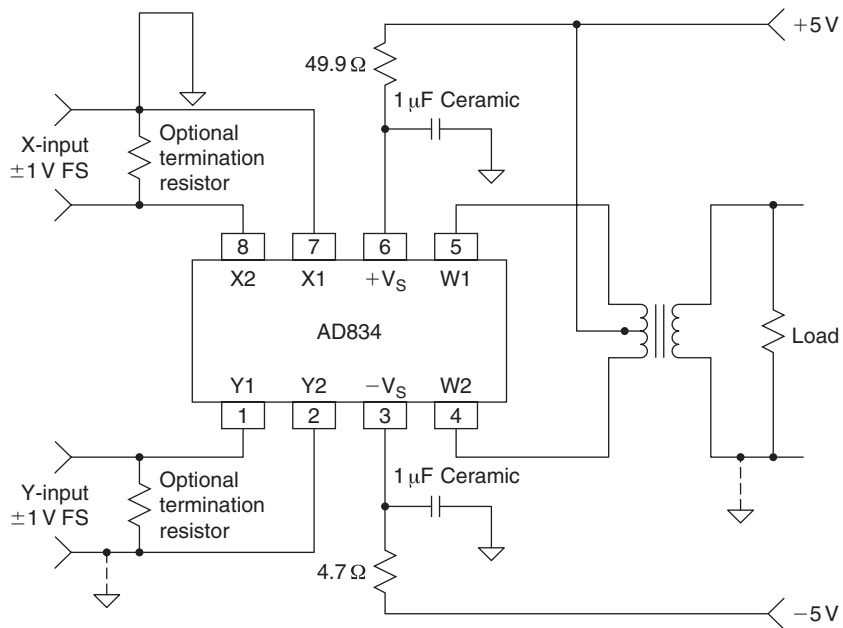 +5 V
49.9 Ω
1 μF Ceramic
X-input
±1 V FS
Optional
termination
resistor
8
7
6
5
X2
X1
+VS
W1
AD834
Load
Y1
Y2
−VS
W2
1
2
3
4
1 μF Ceramic
Y-input
±1 V FS
Optional
termination
resistor
4.7 Ω
−5 V